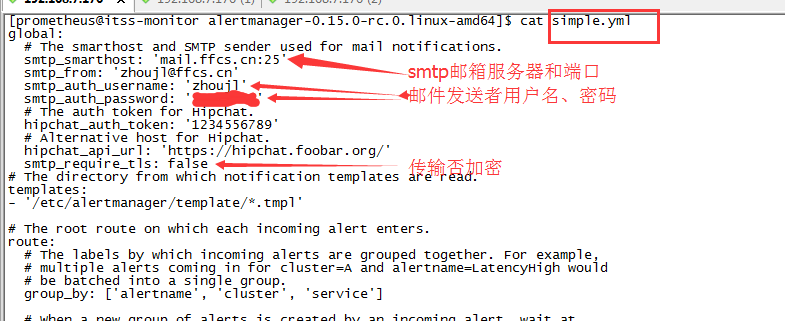 [prometheus@itss-monitor alertmanager-0.15.0-rc.0.linux-amd64]$ cat simple.yml
global:
  # The smarthost and SMTP sender used for mail notifications.
  smtp_smarthost: 'mail.ffcs.cn:25'
smtp邮箱服务器和端口
  smtp_from: 'zhoujl@ffcs.cn'
  smtp_auth_username: 'zhoujl'
邮件发送者用户名、密码
  smtp_auth_password: ' '
  # The auth token for Hipchat.
  hipchat_auth_token: '1234556789'
  # Alternative host for Hipchat.
  hipchat_api_url: 'https://hipchat.foobar.org/'
  smtp_require_tls: false
传输否加密
# The directory from which notification templates are read.
templates:
- '/etc/alertmanager/template/*.tmpl'
# The root route on which each incoming alert enters.
route:
  # The labels by which incoming alerts are grouped together. For example,
  # multiple alerts coming in for cluster=A and alertname=LatencyHigh would
  # be batched into a single group.
  group_by: ['alertname', 'cluster', 'service']
  # When a new group of alerts is created by an incoming alert, wait at